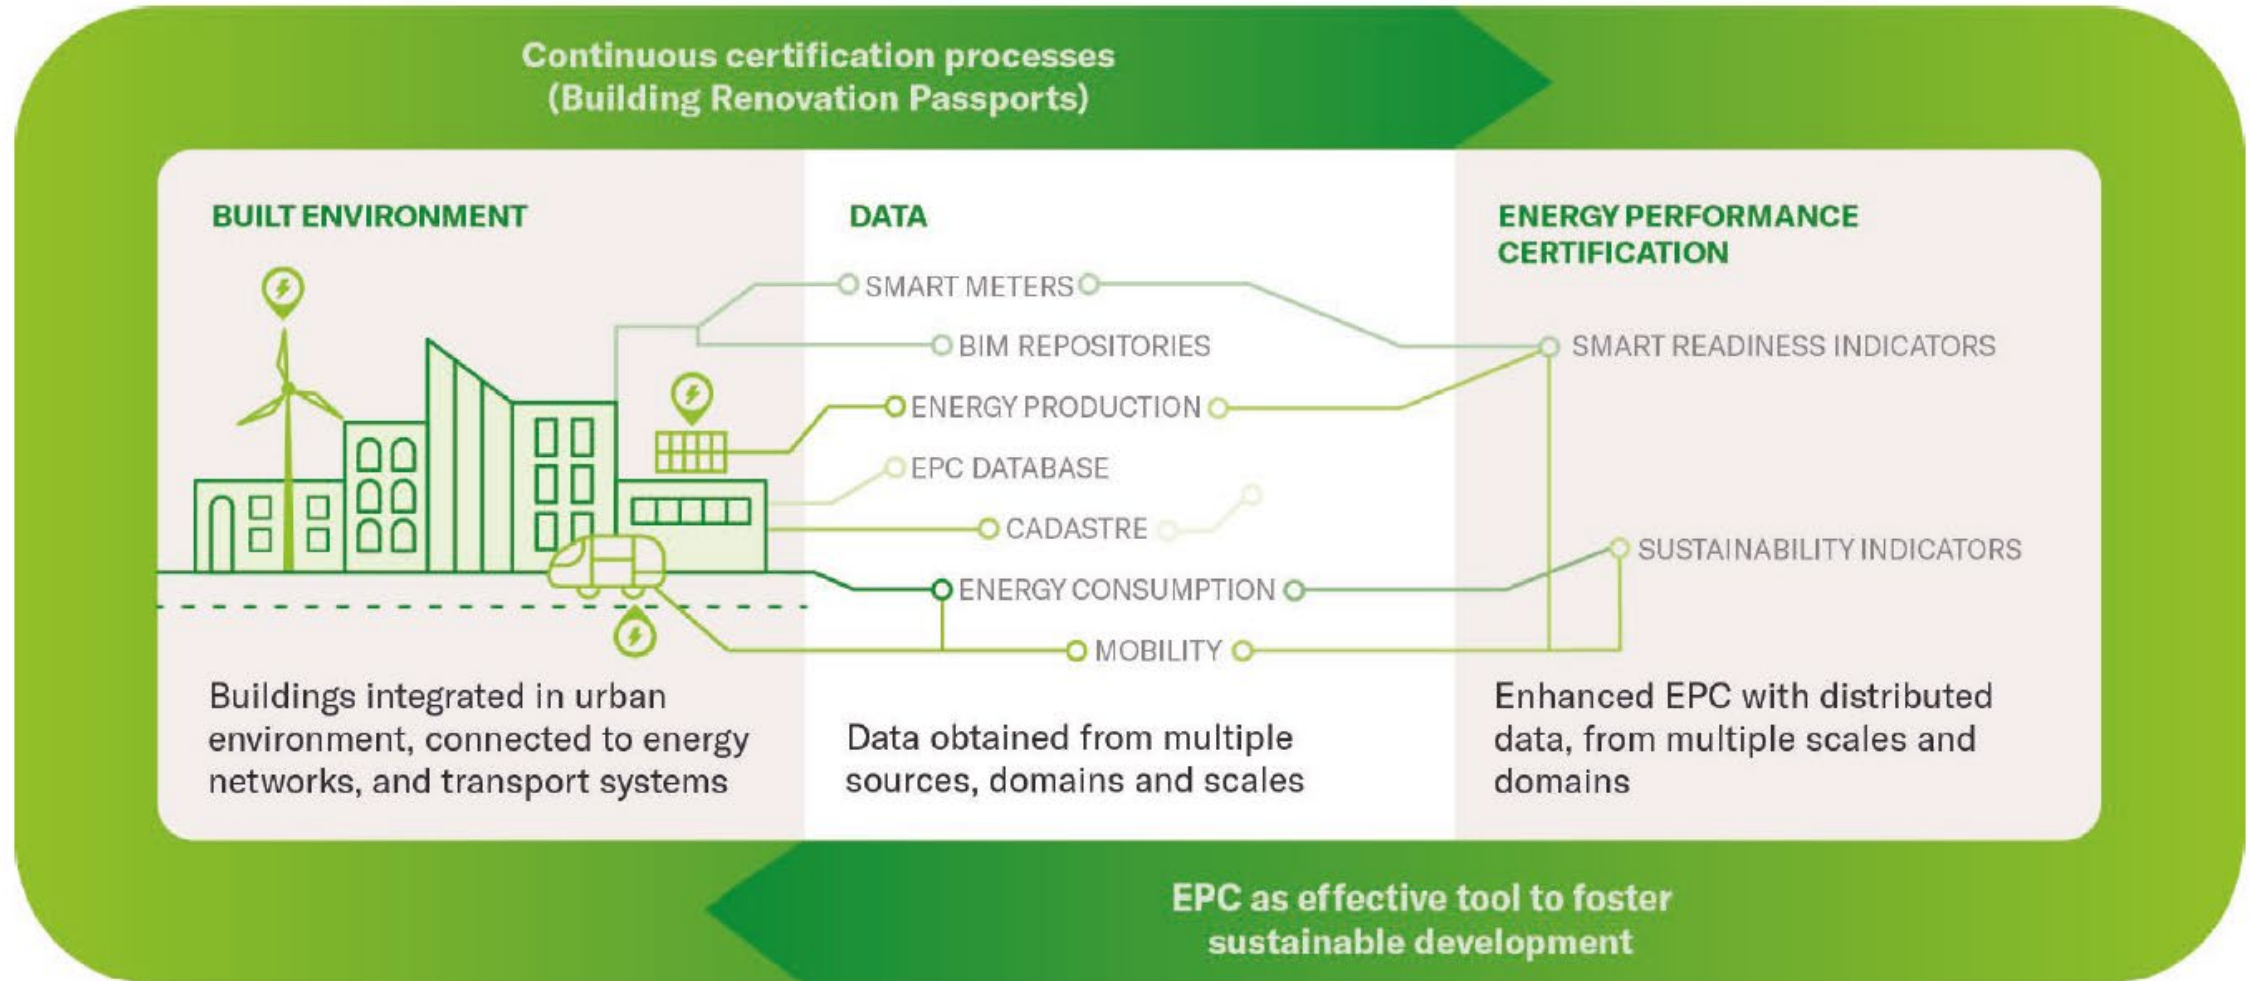 Continuous certification processes
(Building Renovation Passports)
BUILT ENVIRONMENT
Buildings integrated in urban
environment, connected to energy
networks, and transport systems
DATA
SMART METERS
BIM REPOSITORIES
ENERGY PRODUCTION
EPC DATABASE
CADASTRE
ENERGY CONSUMPTION
MOBILITY
Data obtained from multiple
sources, domains and scales
ENERGY PERFORMANCE
CERTIFICATION
SMART READINESS INDICATORS
SUSTAINABILITY INDICATORS
Enhanced EPC with distributed
data, from multiple scales and
domains
EPC as effective tool to foster
sustainable development